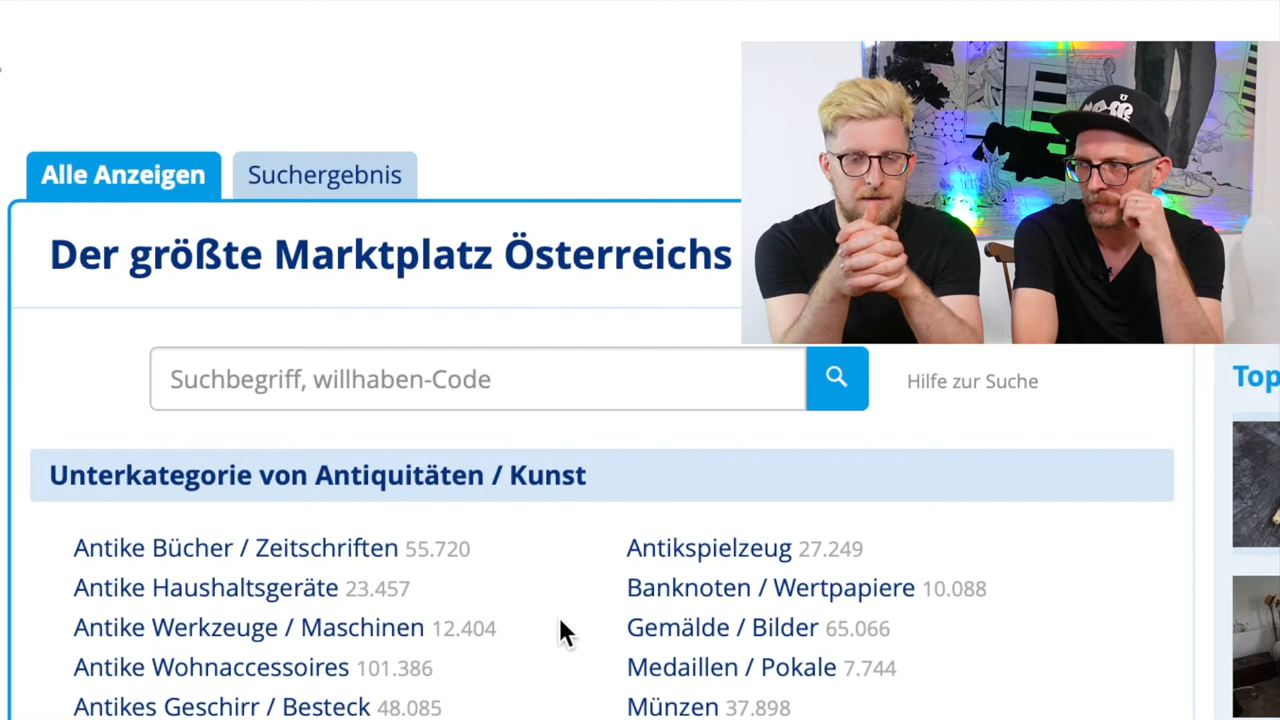 Alle Anzeigen
Suchergebnis
Der größte Marktplatz Österreichs
Suchbegriff, willhaben-Code
Hilfe zur Suche
Top
Unterkategorie von Antiquitäten / Kunst
Antike Bücher / Zeitschriften 55.720
Antike Haushaltsgeräte 23.457
Antike Werkzeuge / Maschinen 12.404
Antike Wohnaccessoires 101.386
Antikes Geschirr / Besteck 48.085
Antikspielzeug 27.249
Banknoten / Wertpapiere 10.088
Gemälde / Bilder 65.066
Medaillen / Pokale 7.744
Münzen 37.898